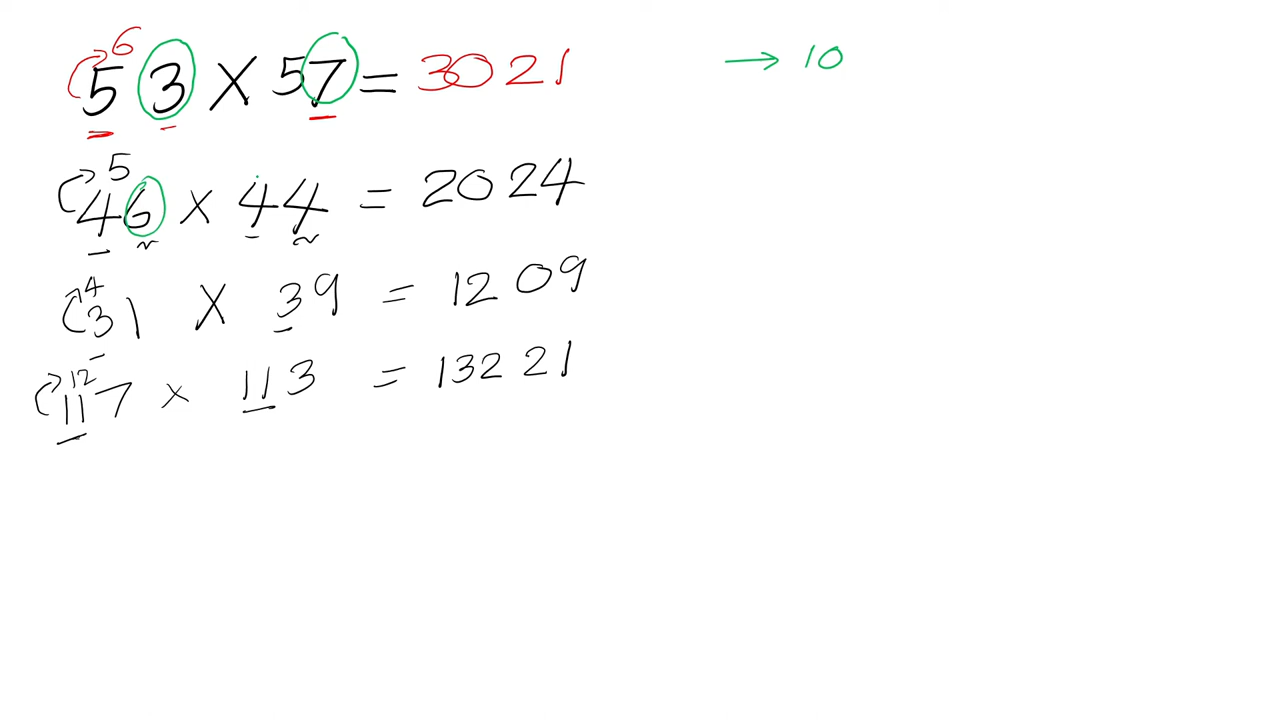 6
53 X 57 = 3021 → 10
5
46 x 44 = 2024
4
31 X 39 = 1209
12
117 x 113 = 13221